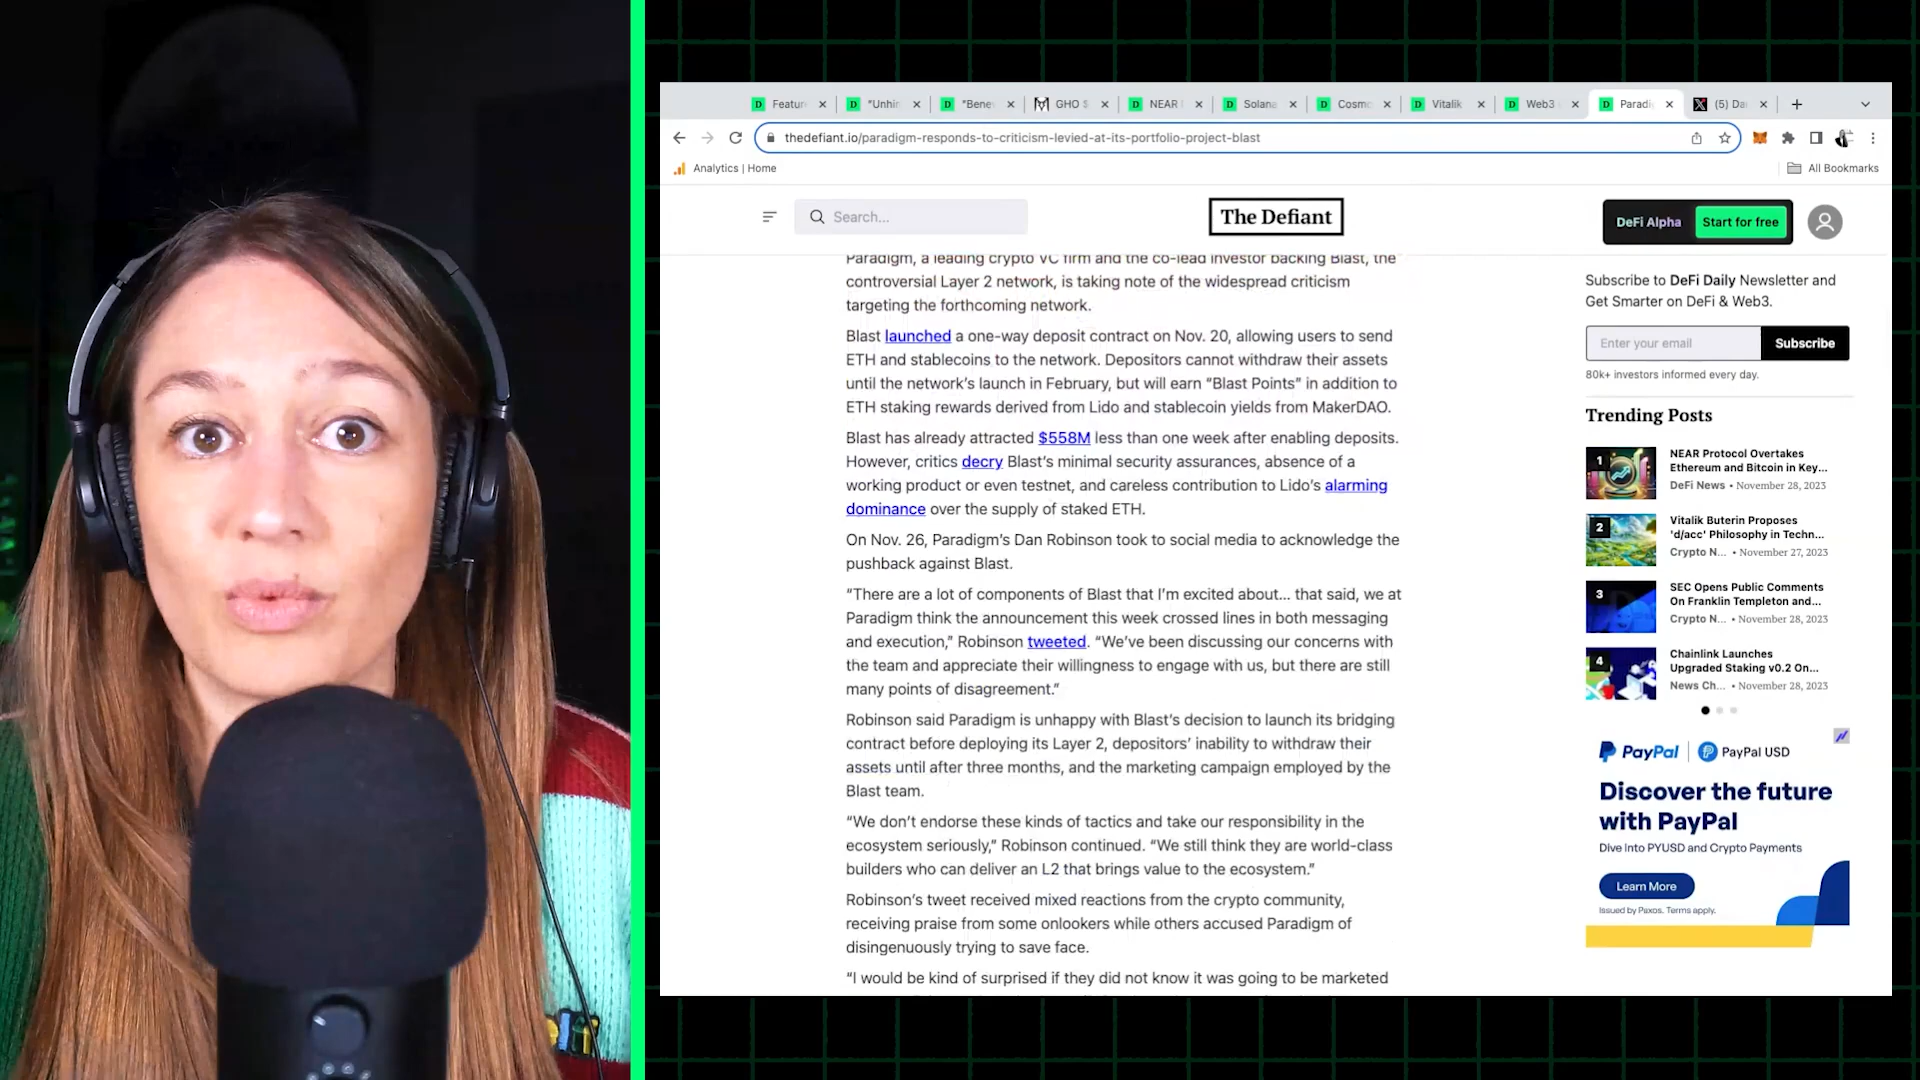 Featur
"Unhin
"Bene
GHO $
NEAR
Solana
Cosmo
Vitalik
Web3
Paradi
(5) Da
thedefiant.io/paradigm-responds-to-criticism-levied-at-its-portfolio-project-blast
Analytics | Home
All Bookmarks
Search...
The Defiant
DeFi Alpha
Start for free
Paradigm, a leading crypto VC firm and the co-lead investor backing Blast, the
controversial Layer 2 network, is taking note of the widespread criticism
targeting the forthcoming network.
Blast launched a one-way deposit contract on Nov. 20, allowing users to send
ETH and stablecoins to the network. Depositors cannot withdraw their assets
until the network's launch in February, but will earn "Blast Points" in addition to
ETH staking rewards derived from Lido and stablecoin yields from MakerDAO.
Blast has already attracted $558M less than one week after enabling deposits.
However, critics decry Blast's minimal security assurances, absence of a
working product or even testnet, and careless contribution to Lido's alarming
dominance over the supply of staked ETH.
On Nov. 26, Paradigm's Dan Robinson took to social media to acknowledge the
pushback against Blast.
"There are a lot of components of Blast that I'm excited about... that said, we at
Paradigm think the announcement this week crossed lines in both messaging
and execution," Robinson tweeted. "We've been discussing our concerns with
the team and appreciate their willingness to engage with us, but there are still
many points of disagreement."
Robinson said Paradigm is unhappy with Blast's decision to launch its bridging
contract before deploying its Layer 2, depositors' inability to withdraw their
assets until after three months, and the marketing campaign employed by the
Blast team.
"We don't endorse these kinds of tactics and take our responsibility in the
ecosystem seriously," Robinson continued. "We still think they are world-class
builders who can deliver an L2 that brings value to the ecosystem."
Robinson's tweet received mixed reactions from the crypto community,
receiving praise from some onlookers while others accused Paradigm of
disingenuously trying to save face.
"I would be kind of surprised if they did not know it was going to be marketed
Subscribe to DeFi Daily Newsletter and
Get Smarter on DeFi & Web3.
Enter your email
Subscribe
80k+ investors informed every day.
Trending Posts
1
NEAR Protocol Overtakes
Ethereum and Bitcoin in Key...
DeFi News • November 28, 2023
2
Vitalik Buterin Proposes
'd/acc' Philosophy in Techn...
Crypto N... • November 27, 2023
3
SEC Opens Public Comments
On Franklin Templeton and...
Crypto N... • November 28, 2023
4
Chainlink Launches
Upgraded Staking v0.2 On...
News Ch... • November 28, 2023
PayPal | PayPal USD
Discover the future
with PayPal
Dive Into PYUSD and Crypto Payments
Learn More
Issued by Paxos. Terms apply.